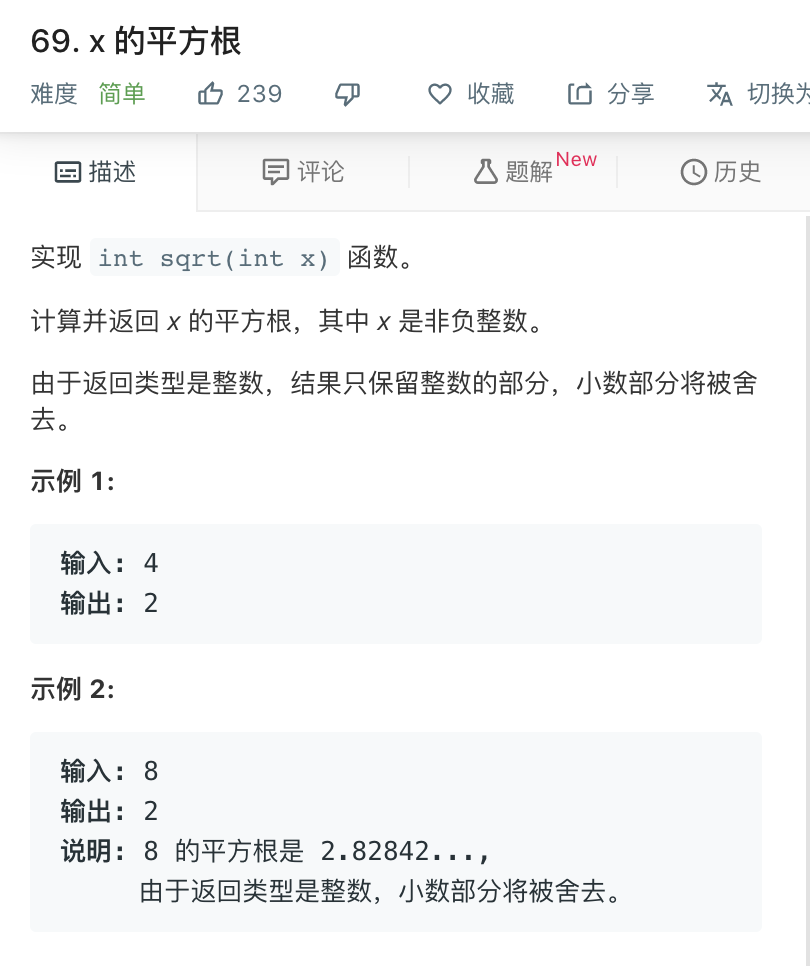 69. x 的平方根
难度 简单 239 收藏 分享 切换为
描述 评论 题解 New 历史
实现 int sqrt(int x) 函数。
计算并返回 x 的平方根，其中 x 是非负整数。
由于返回类型是整数，结果只保留整数的部分，小数部分将被舍
去。
示例 1:
输入: 4
输出: 2
示例 2:
输入: 8
输出: 2
说明: 8 的平方根是 2.82842...,
由于返回类型是整数，小数部分将被舍去。